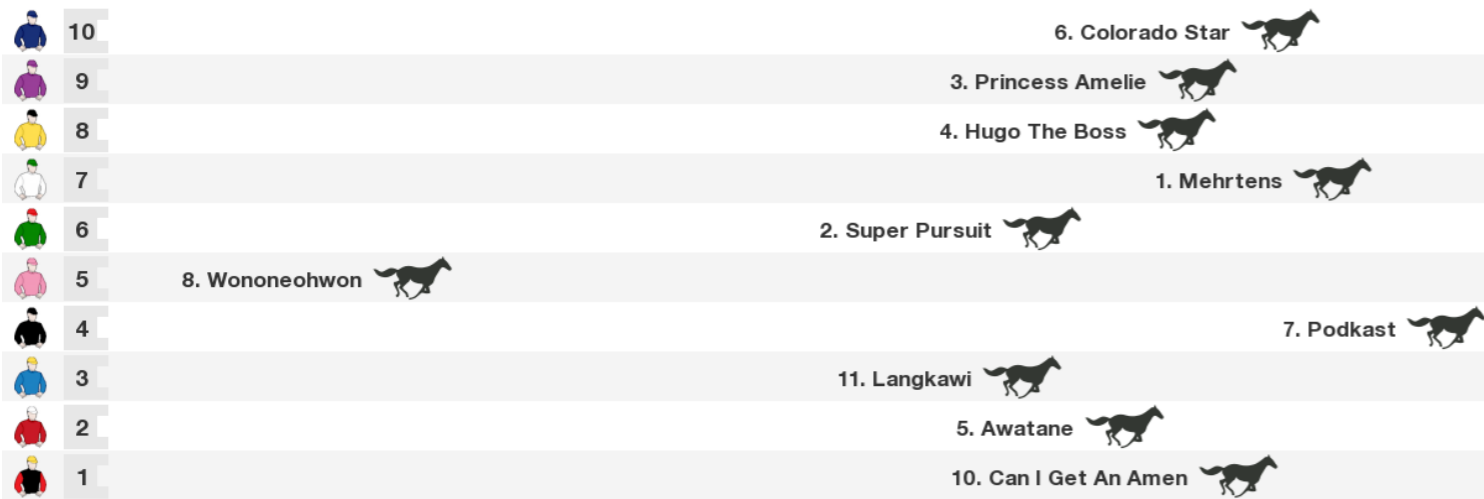 10 6. Colorado Star
9 3. Princess Amelie
8 4. Hugo The Boss
7 1. Mehrtens
6 2. Super Pursuit
5 8. Wononeohwon
4 7. Podkast
3 11. Langkawi
2 5. Awatane
1 10. Can I Get An Amen